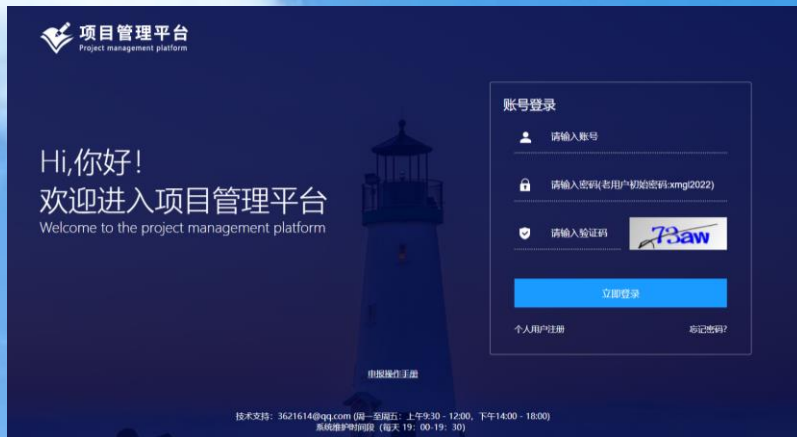 项目管理平台
Project management platform
Hi,你好!
欢迎进入项目管理平台
Welcome to the project management platform
账号登录
请输入账号
请输入密码(老用户初始密码:xmgl2022)
请输入验证码
73aw
立即登录
个人用户注册
忘记密码?
申报操作手册
技术支持：3621614@qq.com (周一至周五：上午9:30 - 12:00，下午14:00 - 18:00)
系统维护时间段 (每天 19：00-19：30)